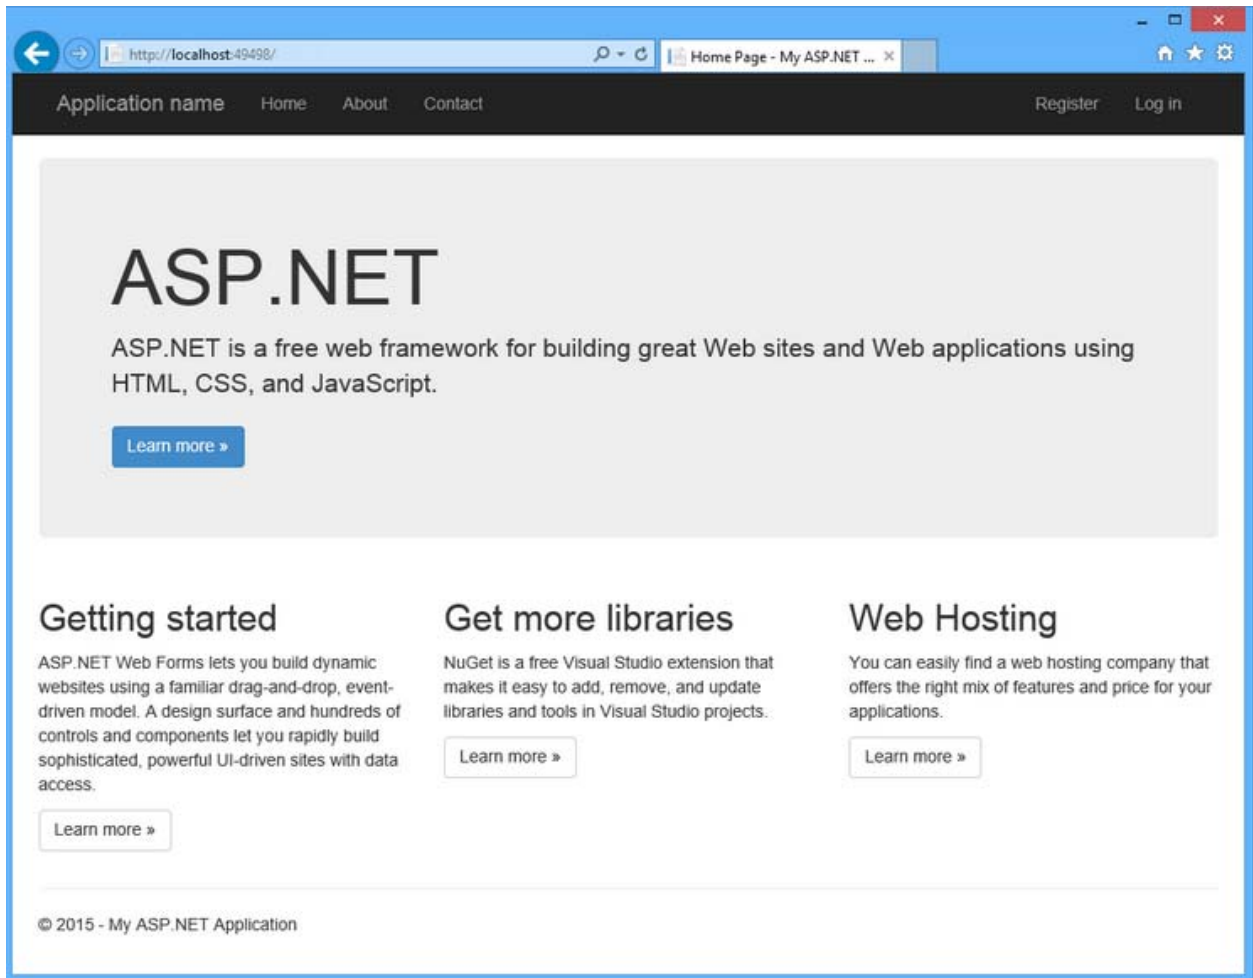 http://localhost:49498/
Home Page - My ASP.NET ...
Application name Home About Contact Register Log in
ASP.NET
ASP.NET is a free web framework for building great Web sites and Web applications using
HTML, CSS, and JavaScript.
Learn more »
Getting started
ASP.NET Web Forms lets you build dynamic
websites using a familiar drag-and-drop, event-
driven model. A design surface and hundreds of
controls and components let you rapidly build
sophisticated, powerful UI-driven sites with data
access.
Learn more »
Get more libraries
NuGet is a free Visual Studio extension that
makes it easy to add, remove, and update
libraries and tools in Visual Studio projects.
Learn more »
Web Hosting
You can easily find a web hosting company that
offers the right mix of features and price for your
applications.
Learn more »
© 2015 - My ASP.NET Application